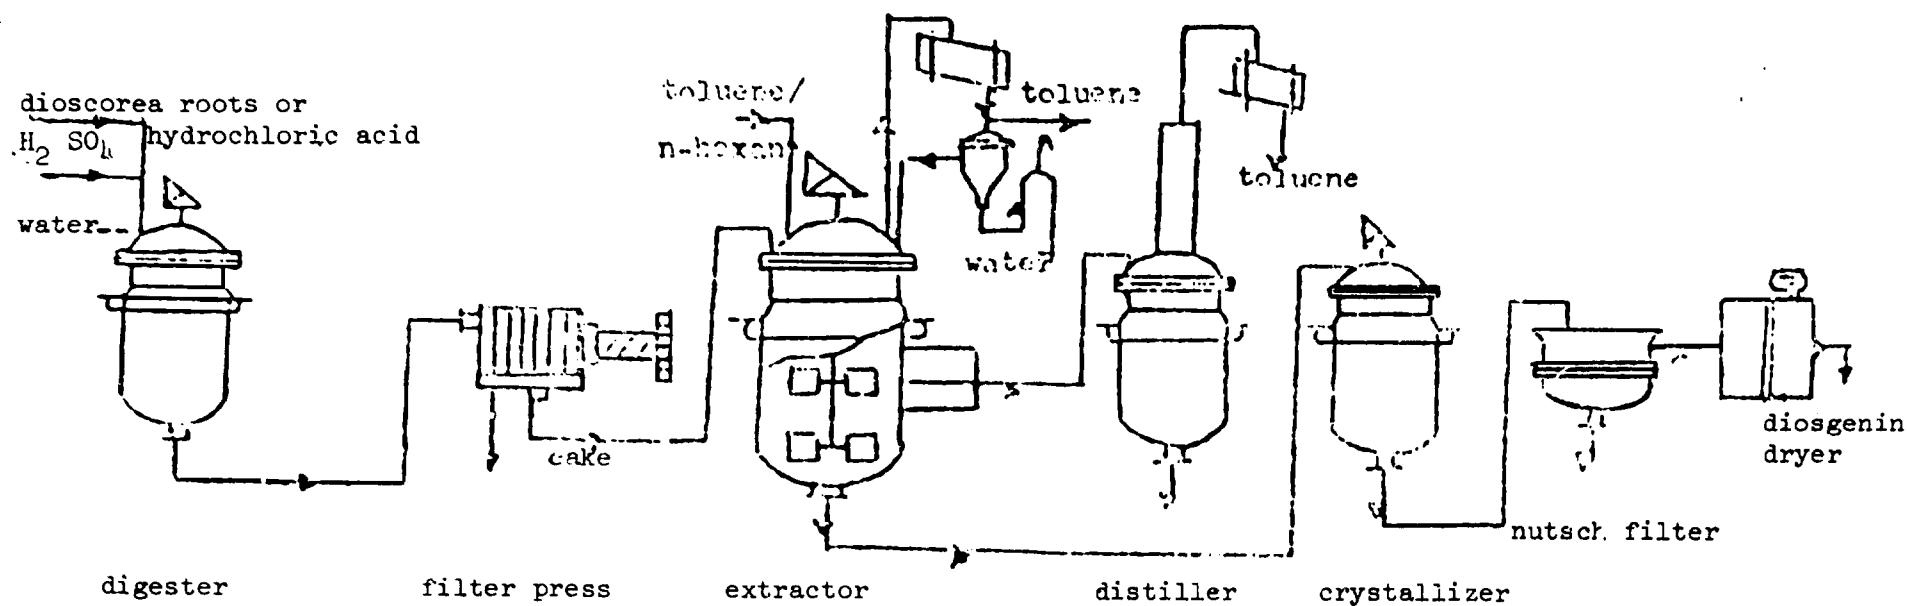 dioscorea roots or
hydrochloric acid
H2 SO4
water
toluene/
n-hexan
toluene
water
toluene
cake
diosgenin
dryer
nutsch filter
digester
filter press
extractor
distiller
crystallizer